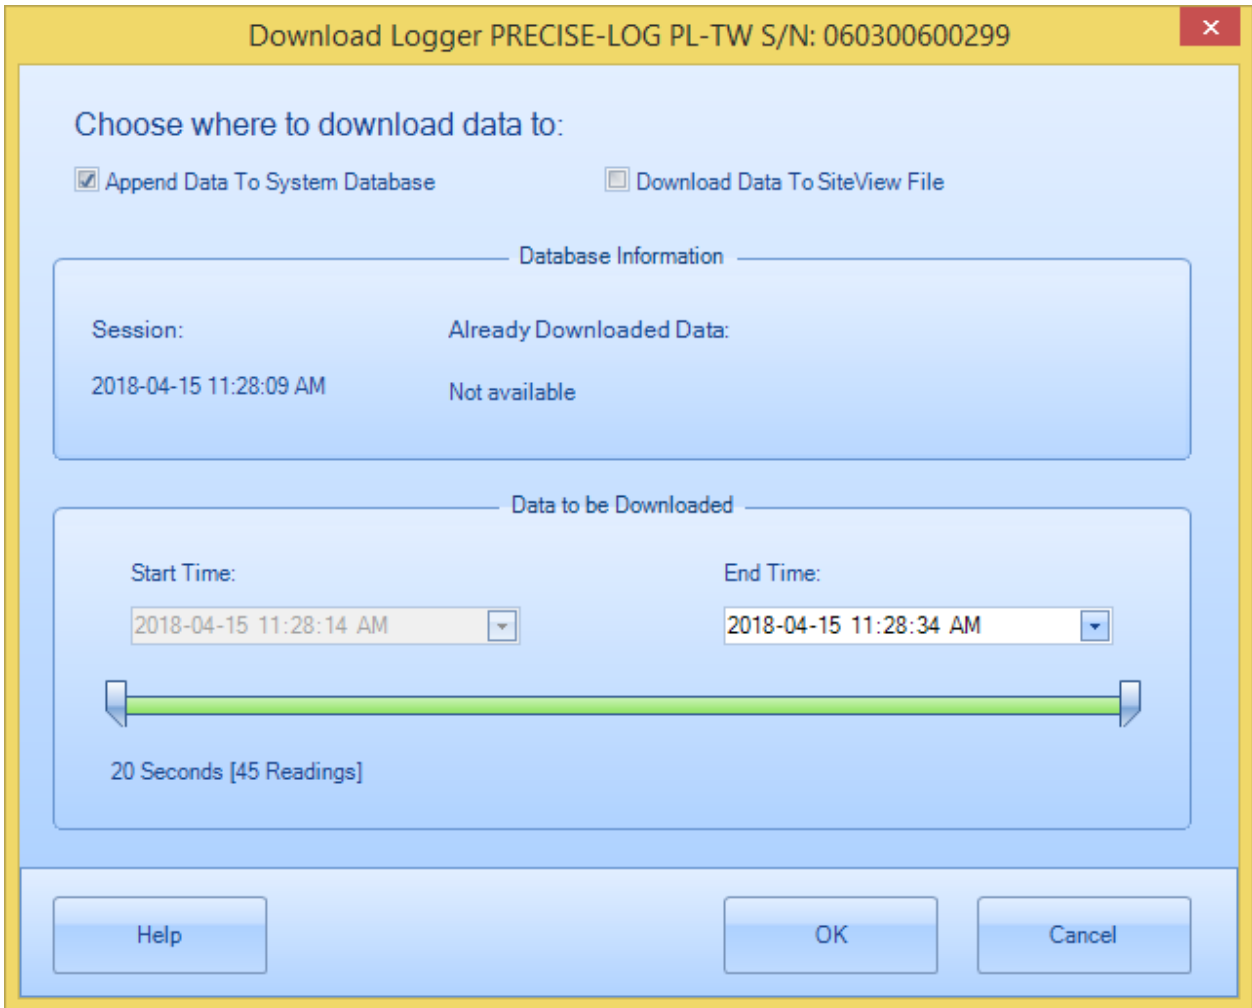 Download Logger PRECISE-LOG PL-TW S/N: 060300600299
Choose where to download data to:
Append Data To System Database
Download Data To SiteView File
Database Information
Session:
Already Downloaded Data:
2018-04-15 11:28:09 AM
Not available
Data to be Downloaded
Start Time:
End Time:
2018-04-15 11:28:14 AM
2018-04-15 11:28:34 AM
20 Seconds [45 Readings]
Help
OK
Cancel